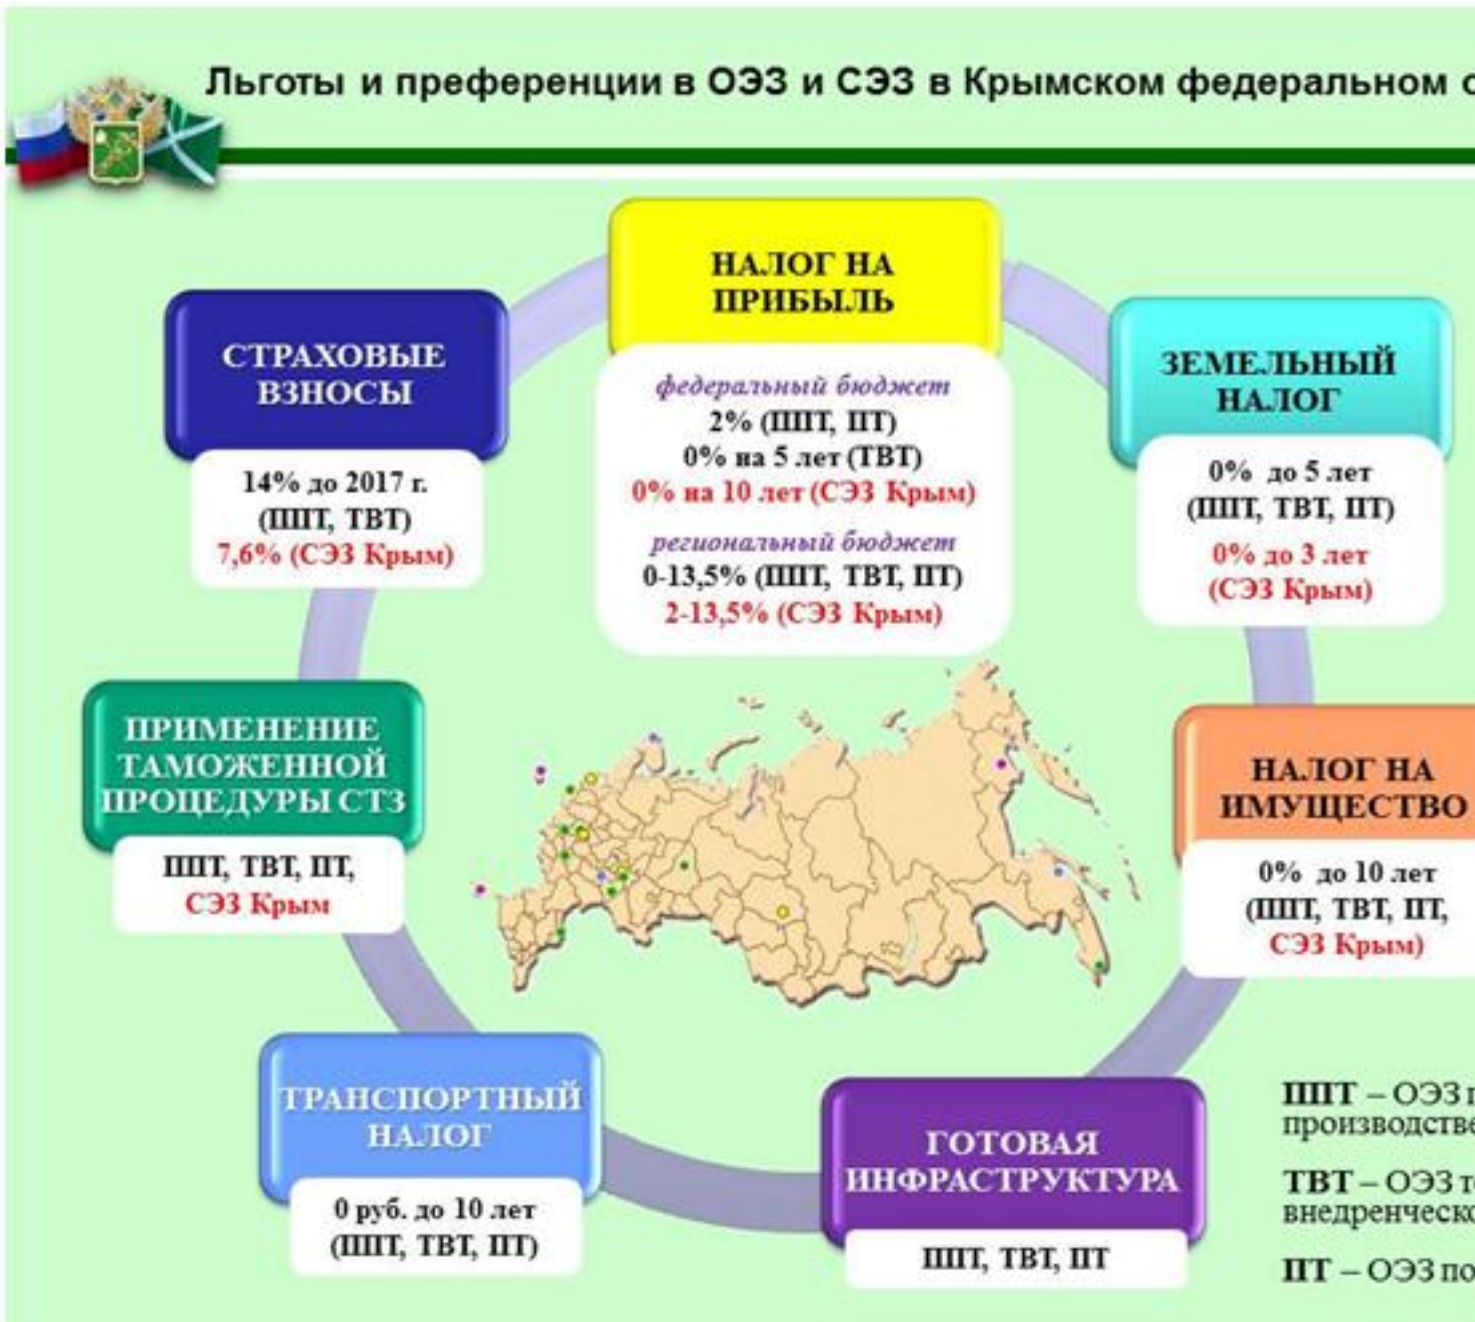 Льготы и преференции в ОЭЗ и СЭЗ в Крымском федеральном о
НАЛОГ НА
ПРИБЫЛЬ
федеральный бюджет
2% (ППТ, ПТ)
0% на 5 лет (ТВТ)
0% на 10 лет (СЭЗ Крым)
региональный бюджет
0-13,5% (ППТ, ТВТ, ПТ)
2-13,5% (СЭЗ Крым)
СТРАХОВЫЕ
ВЗНОСЫ
14% до 2017 г.
(ППТ, ТВТ)
7,6% (СЭЗ Крым)
ЗЕМЕЛЬНЫЙ
НАЛОГ
0% до 5 лет
(ППТ, ТВТ, ПТ)
0% до 3 лет
(СЭЗ Крым)
ПРИМЕНЕНИЕ
ТАМОЖЕННОЙ
ПРОЦЕДУРЫ СТЗ
ППТ, ТВТ, ПТ,
СЭЗ Крым
НАЛОГ НА
ИМУЩЕСТВО
0% до 10 лет
(ППТ, ТВТ, ПТ,
СЭЗ Крым)
ТРАНСПОРТНЫЙ
НАЛОГ
0 руб. до 10 лет
(ППТ, ТВТ, ПТ)
ГОТОВАЯ
ИНФРАСТРУКТУРА
ППТ, ТВТ, ПТ
ППТ – ОЭЗ п
производстве
ТВТ – ОЭЗ те
внедренческо
ПТ – ОЭЗ по